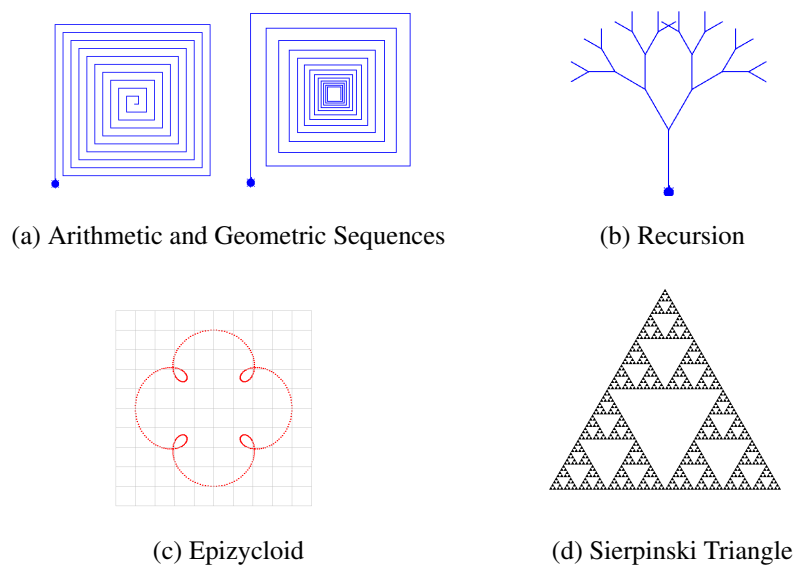 (a) Arithmetic and Geometric Sequences
(b) Recursion
(c) Epizycloid
(d) Sierpinski Triangle